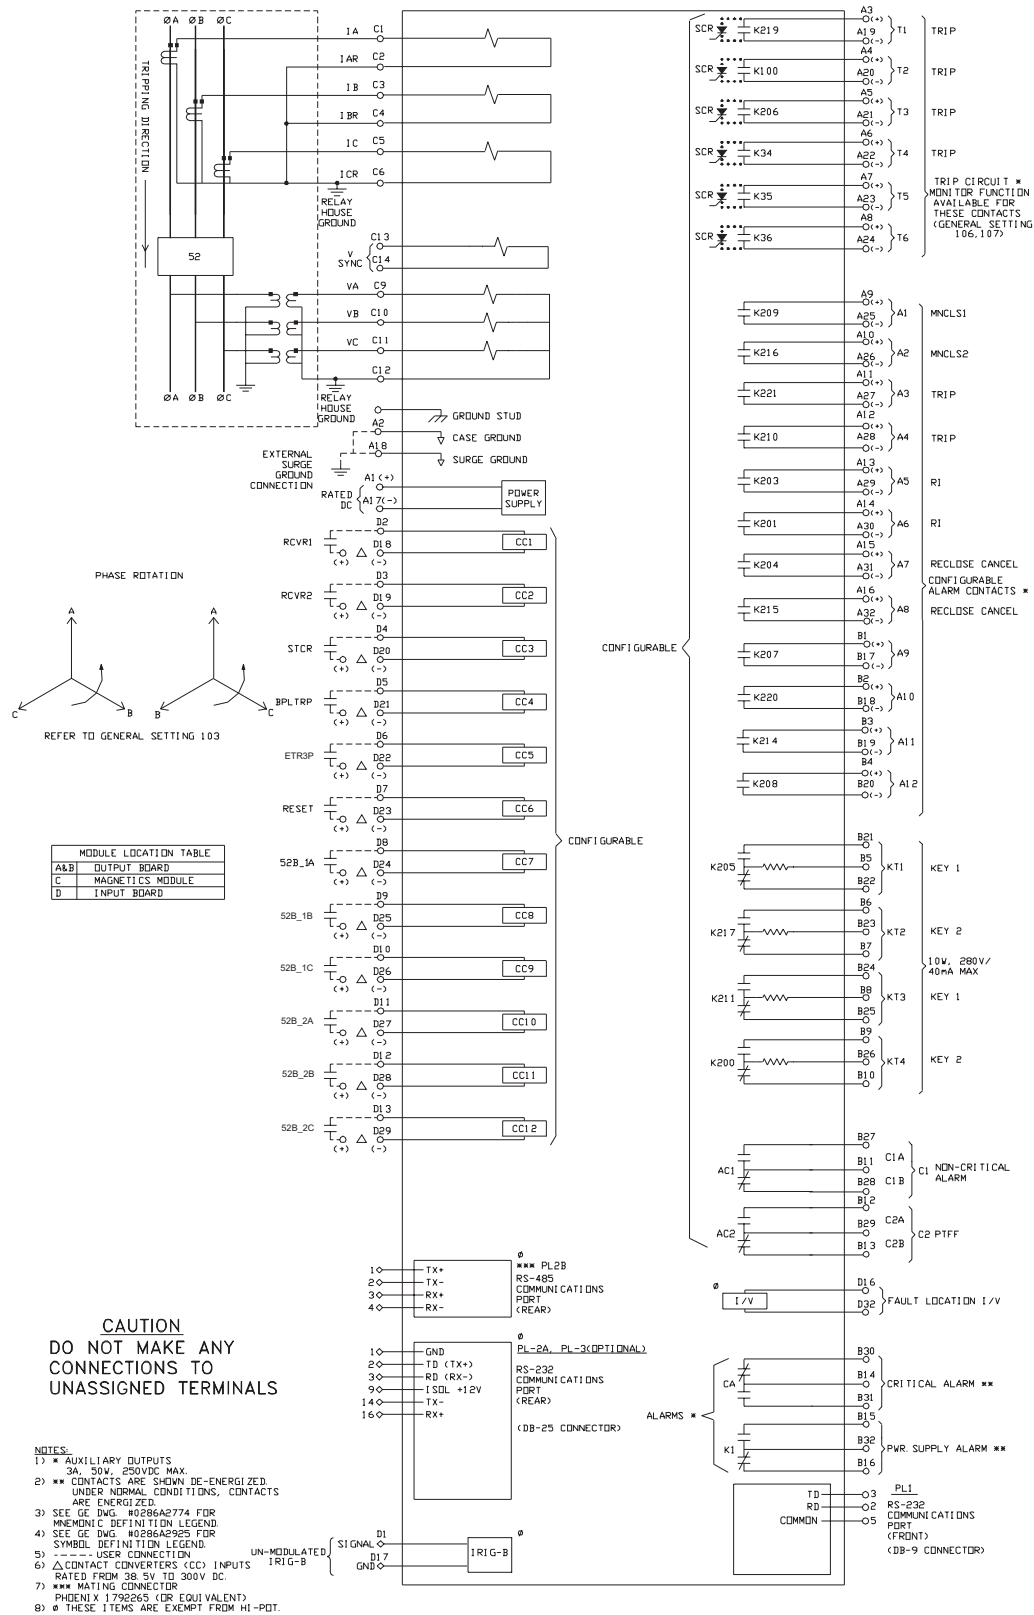 ØA ØB ØC
TRIPPING DIRECTION
52
ØA ØB ØC
IA C1
IAR C2
IB C3
IBR C4
IC C5
ICR C6
RELAY
HOUSE
GROUND
V
SYNC
C13
C14
VA C9
VB C10
VC C11
C12
RELAY
HOUSE
GROUND
GROUND STUD
A2
CASE GROUND
A18
SURGE GROUND
EXTERNAL
SURGE
GROUND
CONNECTION
RATED
DC
A1(+)
A17(-)
POWER
SUPPLY
RCVR1 D2 D18 (+) (-) CC1
RCVR2 D3 D19 (+) (-) CC2
STCR D4 D20 (+) (-) CC3
BPLTRP D5 D21 (+) (-) CC4
ETR3P D6 D22 (+) (-) CC5
RESET D7 D23 (+) (-) CC6
52B_1A D8 D24 (+) (-) CC7
52B_1B D9 D25 (+) (-) CC8
52B_1C D10 D26 (+) (-) CC9
52B_2A D11 D27 (+) (-) CC10
52B_2B D12 D28 (+) (-) CC11
52B_2C D13 D29 (+) (-) CC12
CONFIGURABLE
PHASE ROTATION
A
C
B
A
B
C
REFER TO GENERAL SETTING 103
MODULE LOCATION TABLE
A&B OUTPUT BOARD
C MAGNETICS MODULE
D INPUT BOARD
CONFIGURABLE
SCR K219 A3 (+) A19 (-) T1 TRIP
SCR K100 A4 (+) A20 (-) T2 TRIP
SCR K206 A5 (+) A21 (-) T3 TRIP
SCR K34 A6 (+) A22 (-) T4 TRIP
SCR K35 A7 (+) A23 (-) T5
SCR K36 A8 (+) A24 (-) T6
TRIP CIRCUIT *
MONITOR FUNCTION
AVAILABLE FOR
THESE CONTACTS
(GENERAL SETTING
106,107)
K209 A9 (+) A25 (-) A1 MNCLS1
K216 A10 (+) A26 (-) A2 MNCLS2
K221 A11 (+) A27 (-) A3 TRIP
K210 A12 (+) A28 (-) A4 TRIP
K203 A13 (+) A29 (-) A5 RI
K201 A14 (+) A30 (-) A6 RI
K204 A15 (+) A31 (-) A7 RECLOSE CANCEL
CONFIGURABLE
ALARM CONTACTS *
K215 A16 (+) A32 (-) A8 RECLOSE CANCEL
K207 B1 (+) B17 (-) A9
K220 B2 (+) B18 (-) A10
K214 B3 (+) B19 (-) A11
K208 B4 (+) B20 (-) A12
K205 B21 B5 B22 KT1 KEY 1
K217 B6 B23 B7 KT2 KEY 2
10W, 280V/
40mA MAX
K211 B24 B8 B25 KT3 KEY 1
K200 B9 B26 B10 KT4 KEY 2
AC1 B27 B11 B28 C1A C1B C1 NON-CRITICAL
ALARM
AC2 B12 B29 B13 C2A C2B C2 PTFF
Ø
I/V
D16
D32
FAULT LOCATION I/V
ALARMS *
CA B30 B14 B31 CRITICAL ALARM **
K1 B15 B32 B16 PWR. SUPPLY ALARM **
1 TX+
2 TX-
3 RX+
4 RX-
Ø
*** PL2B
RS-485
COMMUNICATIONS
PORT
(REAR)
1 GND
2 TD (TX+)
3 RD (RX-)
9 ISOL +12V
14 TX-
16 RX+
Ø
PL-2A, PL-3(OPTIONAL)
RS-232
COMMUNICATIONS
PORT
(REAR)
(DB-25 CONNECTOR)
UN-MODULATED
IRIG-B
SIGNAL D1
GND D17
IRIG-B
Ø
TD 3
RD 2
COMMON 5
PL1
RS-232
COMMUNICATIONS
PORT
(FRONT)
(DB-9 CONNECTOR)
CAUTION
DO NOT MAKE ANY
CONNECTIONS TO
UNASSIGNED TERMINALS
NOTES:
1) * AUXILIARY OUTPUTS
3A, 50W, 250VDC MAX.
2) ** CONTACTS ARE SHOWN DE-ENERGIZED.
UNDER NORMAL CONDITIONS, CONTACTS
ARE ENERGIZED.
3) SEE GE DWG. #0286A2774 FOR
MNEMONIC DEFINITION LEGEND.
4) SEE GE DWG. #0286A2925 FOR
SYMBOL DEFINITION LEGEND.
5) ------ USER CONNECTION
6) △CONTACT CONVERTERS (CC) INPUTS
RATED FROM 38.5V TO 300V DC.
7) *** MATING CONNECTOR
PHOENIX 1792265 (OR EQUIVALENT)
8) Ø THESE ITEMS ARE EXEMPT FROM HI-POT.